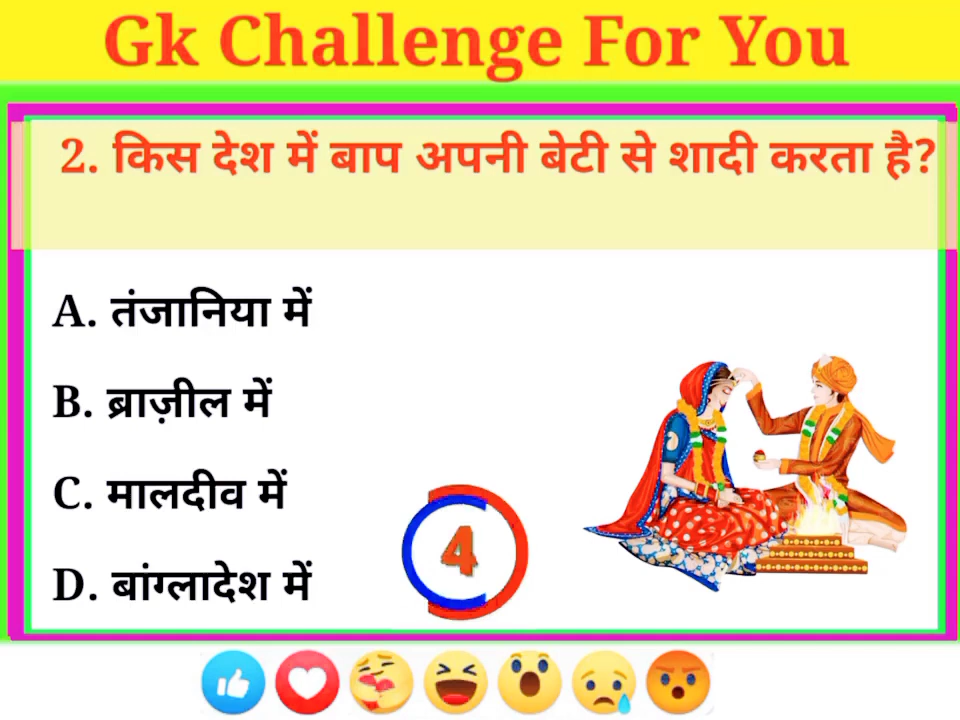 Gk Challenge For You
2. किस देश में बाप अपनी बेटी से शादी करता है?
A. तंजानिया में
B. ब्राज़ील में
C. मालदीव में
4
D. बांग्लादेश में